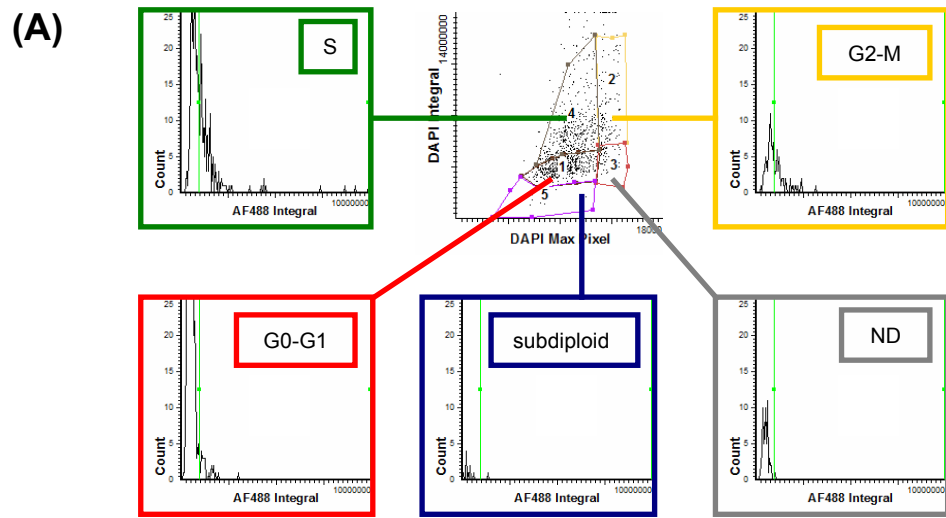 (A)
S
25
20
15
10
5
0
Count
AF488 Integral
10000000
14000000
DAPI Integral
2
4
1
3
5
DAPI Max Pixel
G2-M
25
20
15
10
5
0
Count
AF488 Integral
10000000
G0-G1
25
20
15
10
5
0
Count
AF488 Integral
10000000
subdiploid
25
20
15
10
5
0
Count
AF488 Integral
10000000
ND
25
20
15
10
5
0
Count
AF488 Integral
10000000